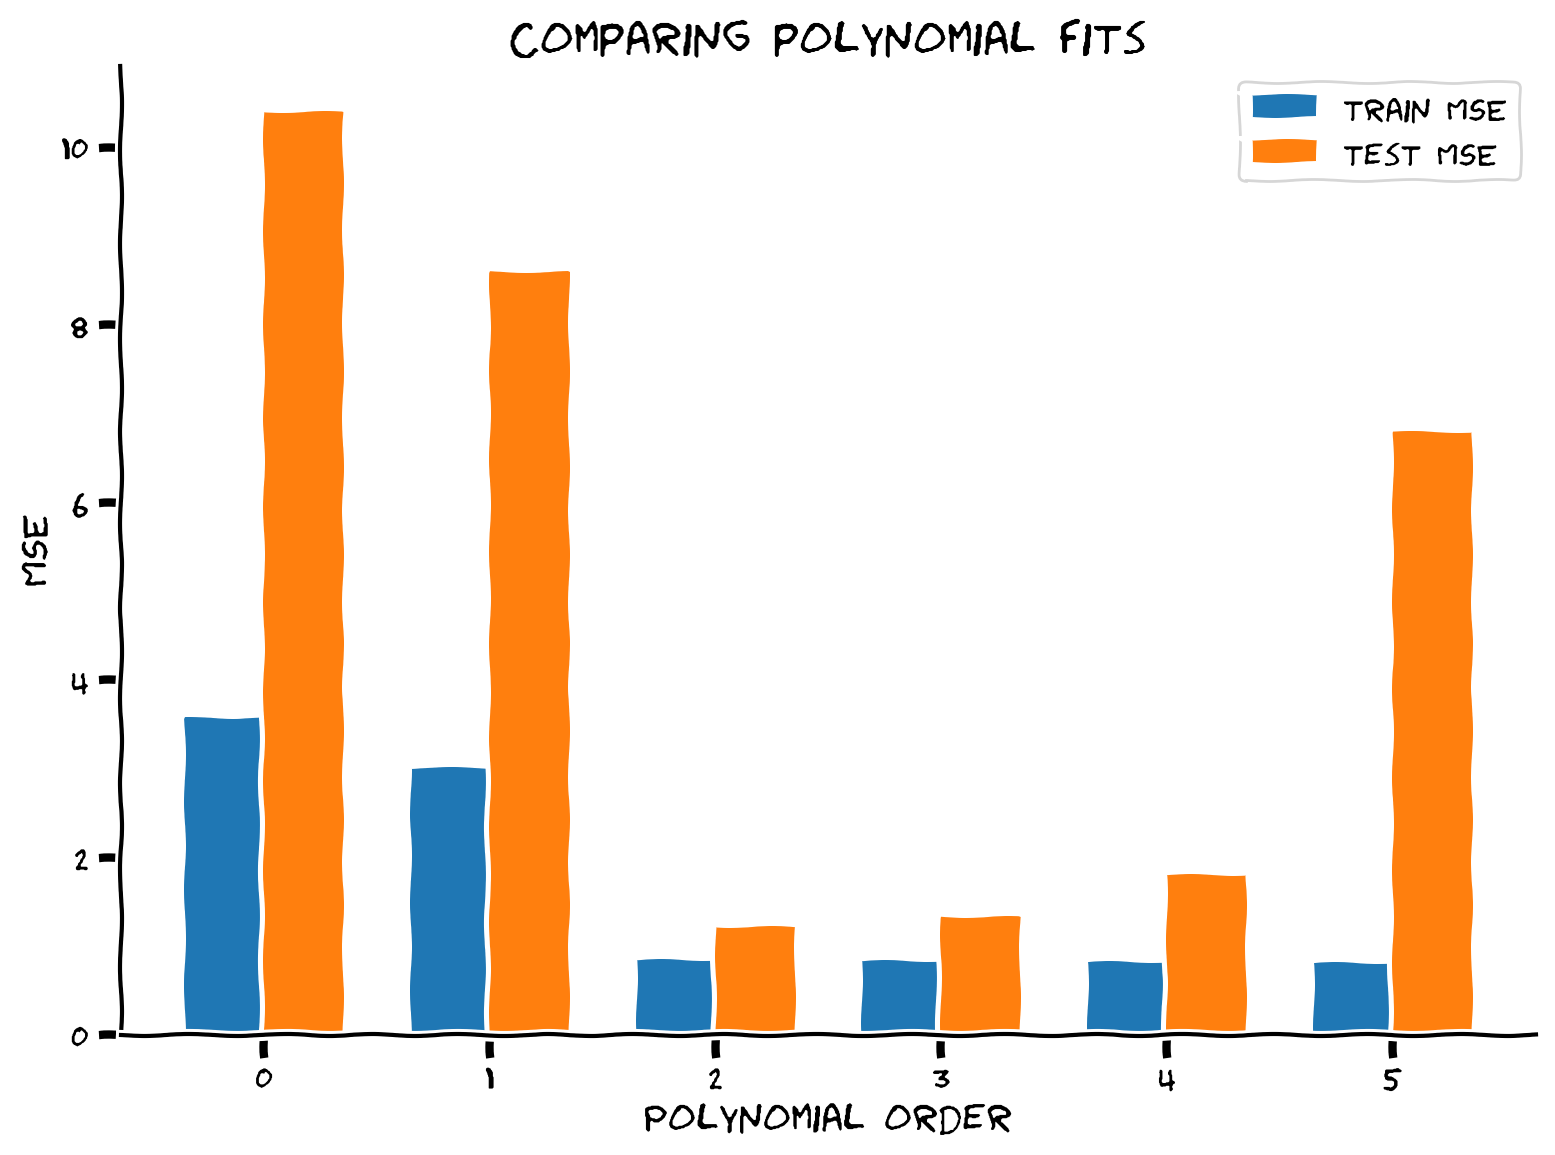 COMPARING POLYNOMIAL FITS
TRAIN MSE
TEST MSE
10
8
6
4
2
0
MSE
0 1 2 3 4 5
POLYNOMIAL ORDER